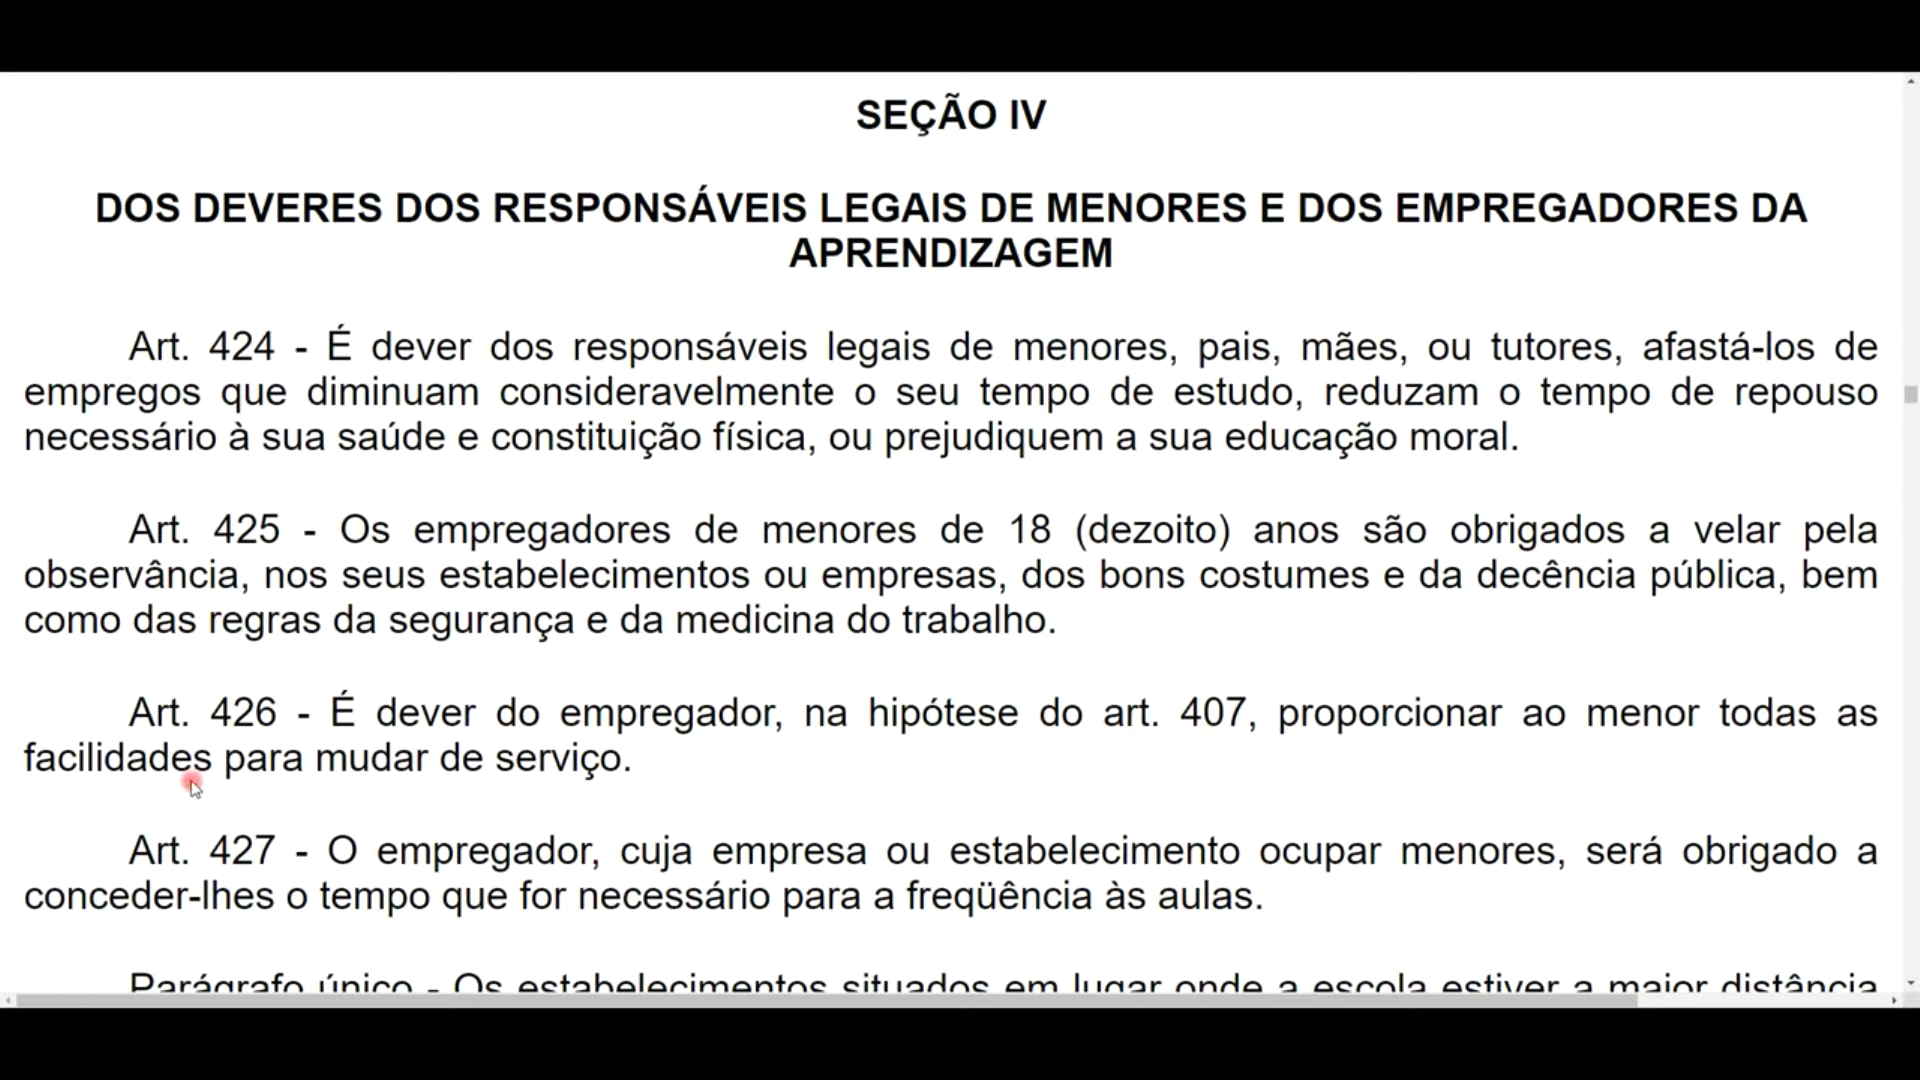 SEÇÃO IV
DOS DEVERES DOS RESPONSÁVEIS LEGAIS DE MENORES E DOS EMPREGADORES DA
APRENDIZAGEM
Art. 424 - É dever dos responsáveis legais de menores, pais, mães, ou tutores, afastá-los de
empregos que diminuam consideravelmente o seu tempo de estudo, reduzam o tempo de repouso
necessário à sua saúde e constituição física, ou prejudiquem a sua educação moral.
Art. 425 - Os empregadores de menores de 18 (dezoito) anos são obrigados a velar pela
observância, nos seus estabelecimentos ou empresas, dos bons costumes e da decência pública, bem
como das regras da segurança e da medicina do trabalho.
Art. 426 - É dever do empregador, na hipótese do art. 407, proporcionar ao menor todas as
facilidades para mudar de serviço.
Art. 427 - O empregador, cuja empresa ou estabelecimento ocupar menores, será obrigado a
conceder-lhes o tempo que for necessário para a freqüência às aulas.
Parágrafo único - Os estabelecimentos situados em lugar onde a escola estiver a maior distância